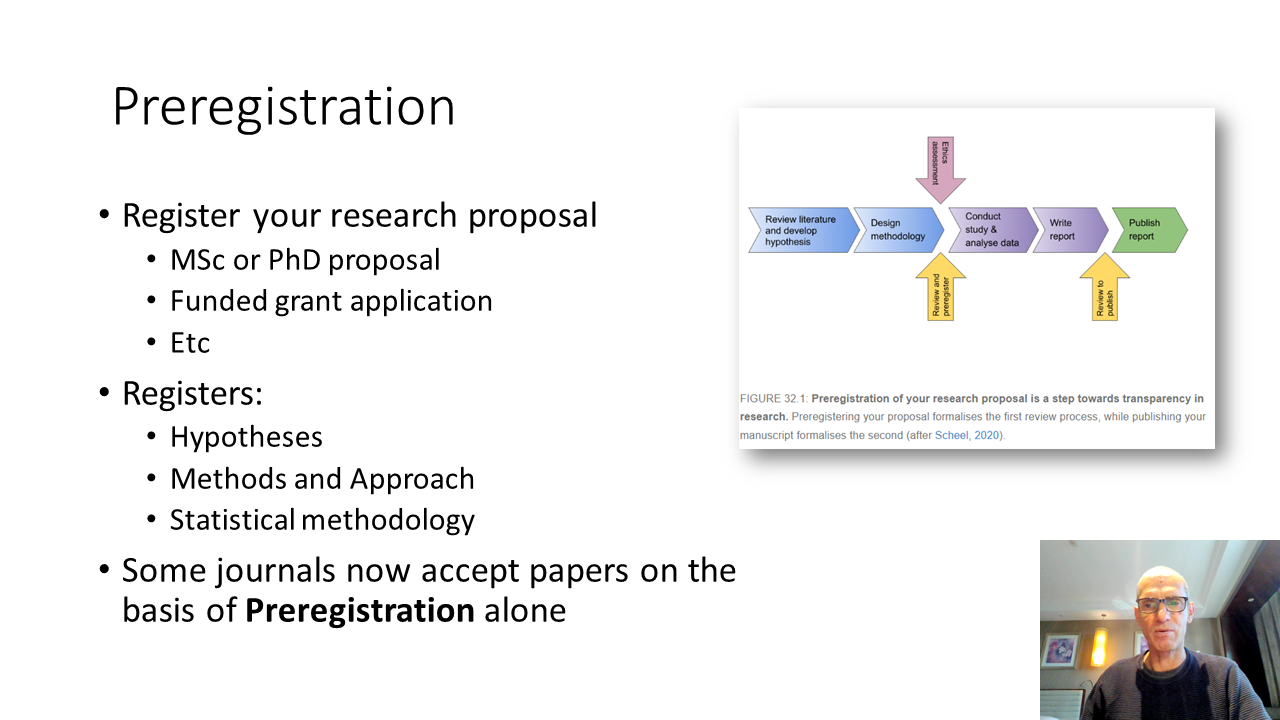 Preregistration
• Register your research proposal
• MSc or PhD proposal
• Funded grant application
• Etc
• Registers:
• Hypotheses
• Methods and Approach
• Statistical methodology
• Some journals now accept papers on the
basis of Preregistration alone
Ethics
assessment
Review literature
and develop
hypothesis
Design
methodology
Conduct
study &
analyse data
Write
report
Publish
report
Review and
preregister
Review to
publish
FIGURE 32.1: Preregistration of your research proposal is a step towards transparency in
research. Preregistering your proposal formalises the first review process, while publishing your
manuscript formalises the second (after Scheel, 2020).